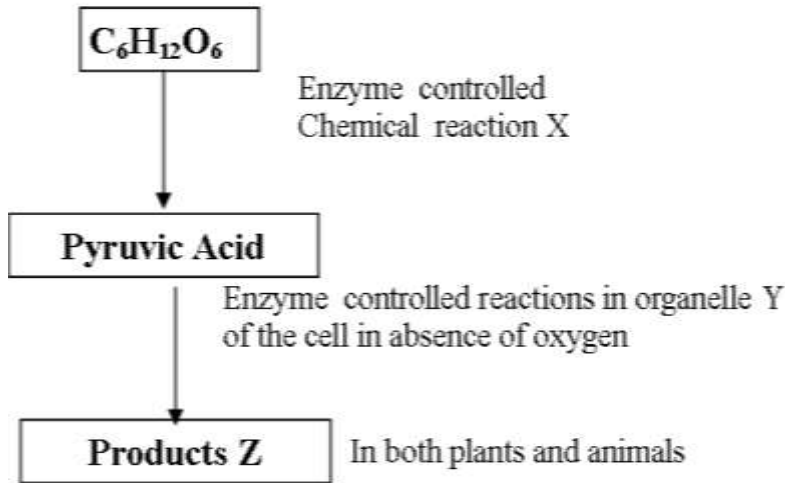 C₆H₁₂O₆
Enzyme controlled
Chemical reaction X
Pyruvic Acid
Enzyme controlled reactions in organelle Y
of the cell in absence of oxygen
Products Z
In both plants and animals